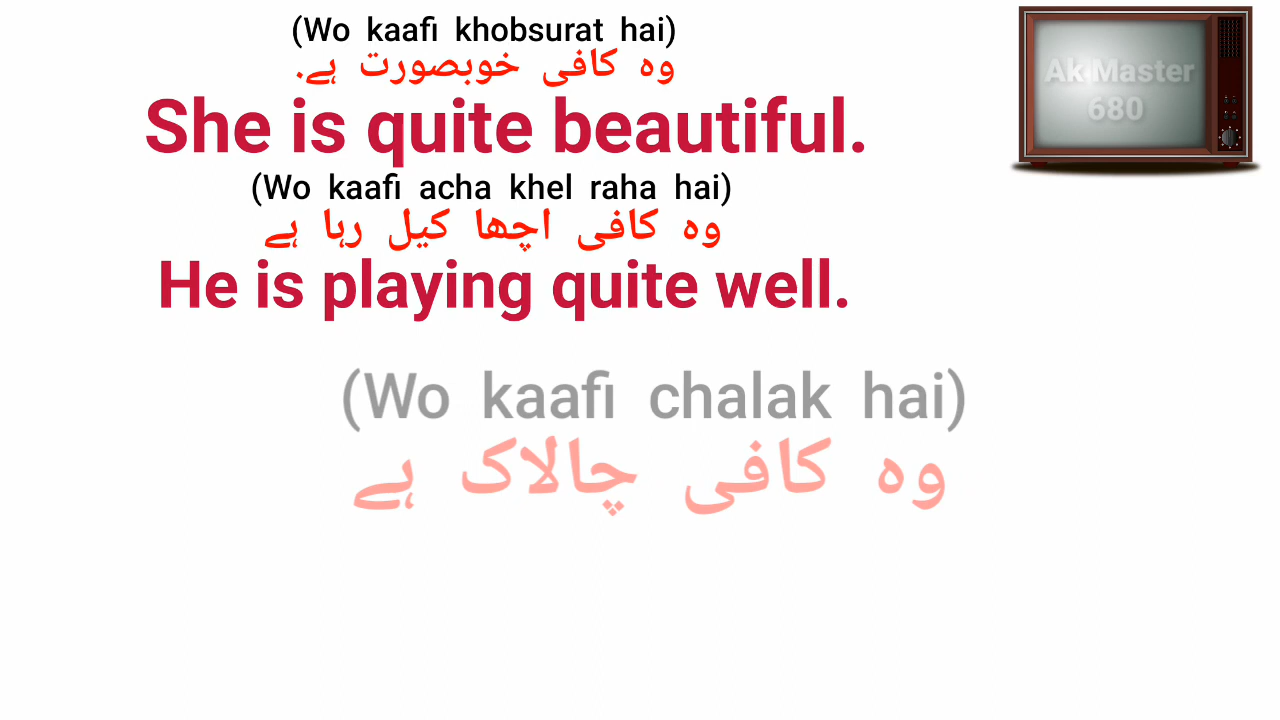 (Wo kaafi khobsurat hai)
وہ کافی خوبصورت ہے.
She is quite beautiful.
(Wo kaafi acha khel raha hai)
وہ کافی اچھا کیل رہا ہے
He is playing quite well.
(Wo kaafi chalak hai)
وہ کافی چالاک ہے
Ak Master
680